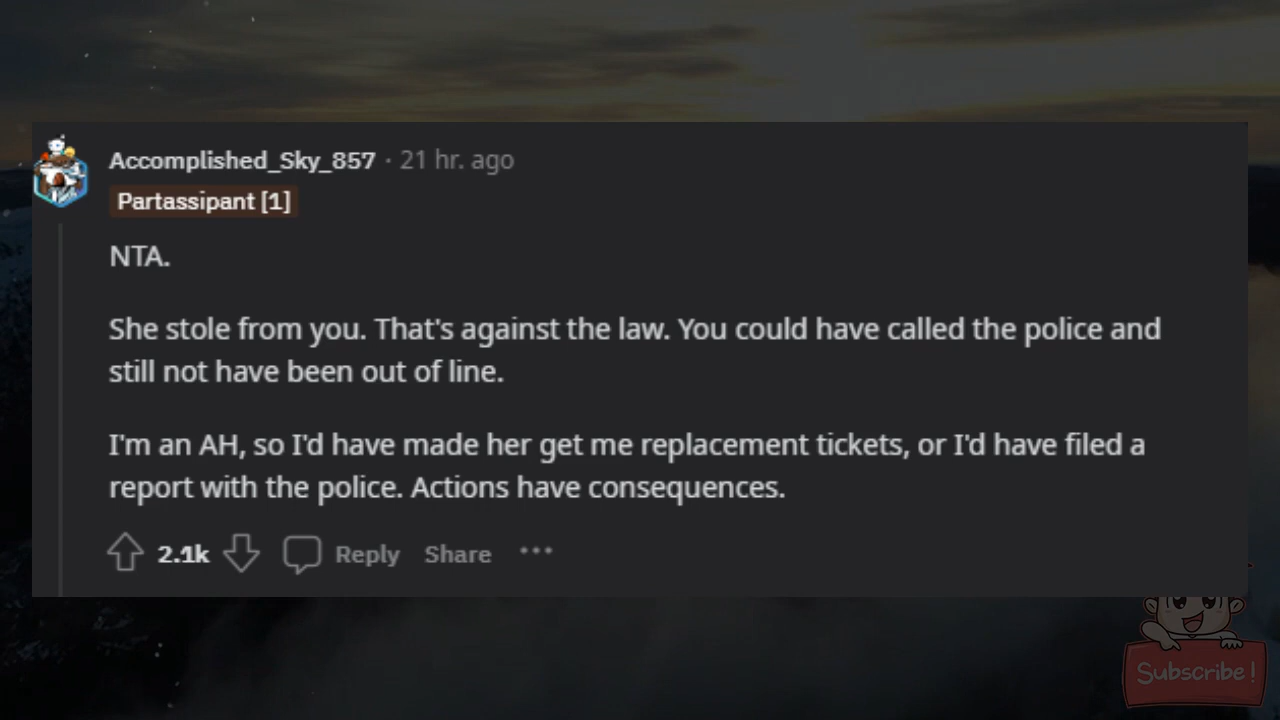 Accomplished_Sky_857 · 21 hr. ago
Partassipant [1]
NTA.
She stole from you. That's against the law. You could have called the police and
still not have been out of line.
I'm an AH, so I'd have made her get me replacement tickets, or I'd have filed a
report with the police. Actions have consequences.
2.1k Reply Share ···
Subscribe!